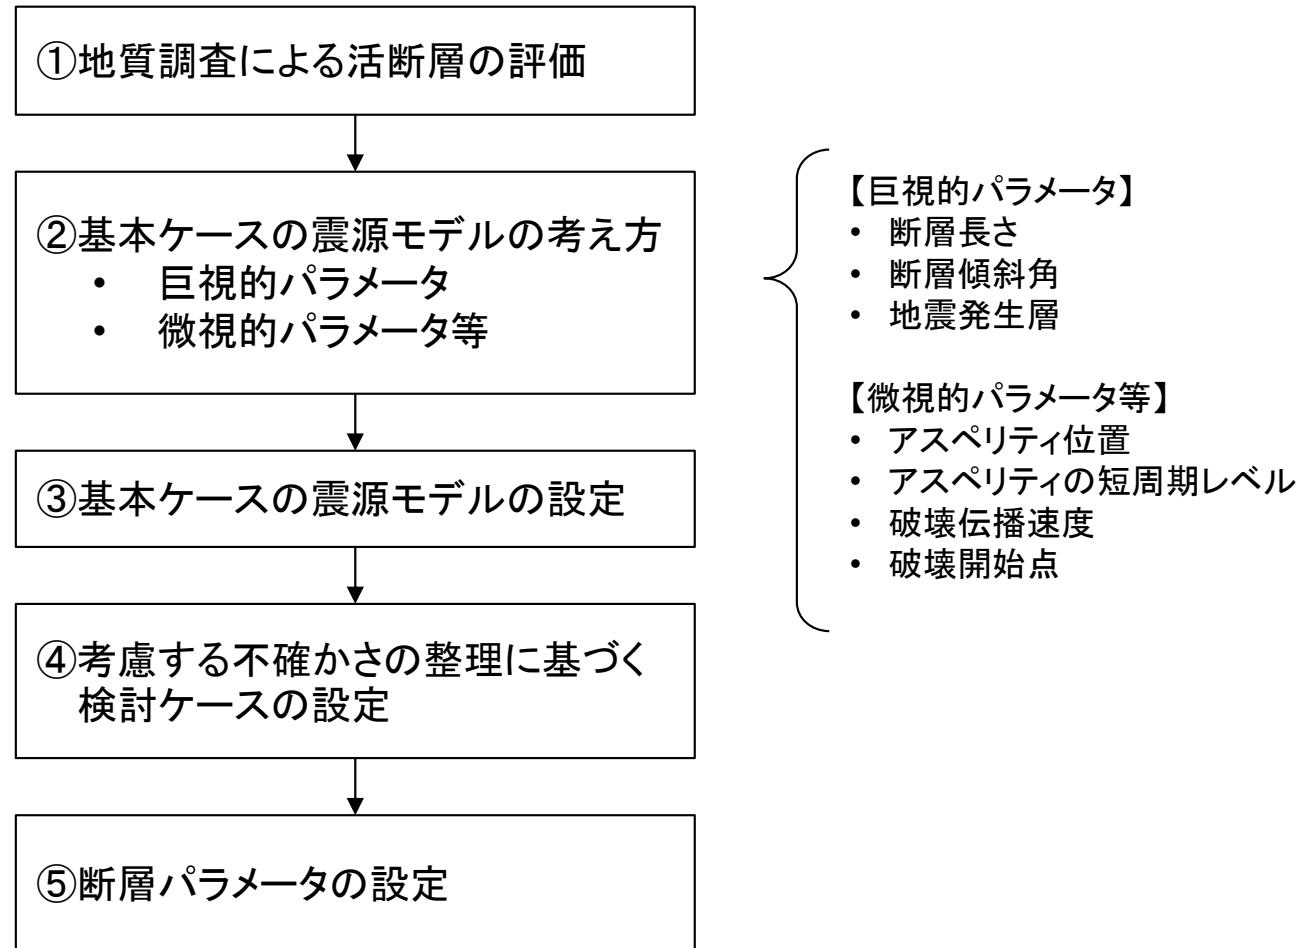 ①地質調査による活断層の評価
②基本ケースの震源モデルの考え方
• 巨視的パラメータ
• 微視的パラメータ等
③基本ケースの震源モデルの設定
④考慮する不確かさの整理に基づく
検討ケースの設定
⑤断層パラメータの設定
【巨視的パラメータ】
• 断層長さ
• 断層傾斜角
• 地震発生層
【微視的パラメータ等】
• アスペリティ位置
• アスペリティの短周期レベル
• 破壊伝播速度
• 破壊開始点